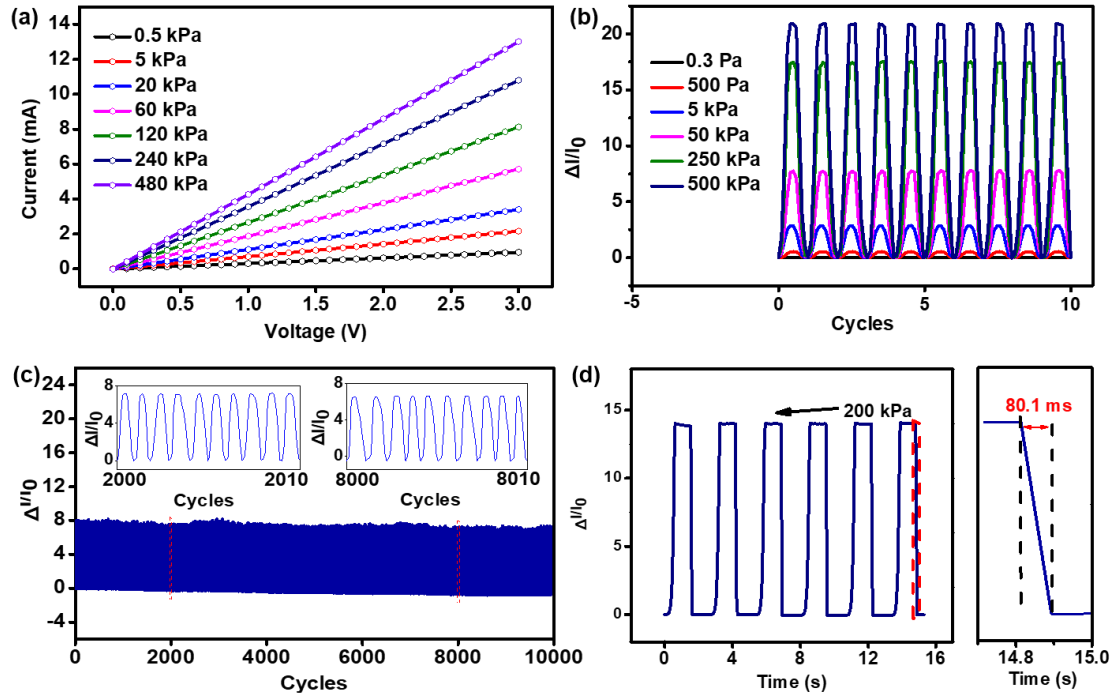 (a)
14
12
10
8
6
4
2
0
Current (mA)
0.5 kPa
5 kPa
20 kPa
60 kPa
120 kPa
240 kPa
480 kPa
0.0
0.5
1.0
1.5
2.0
2.5
3.0
Voltage (V)
(b)
20
15
10
5
0
ΔI/I0
0.3 Pa
500 Pa
5 kPa
50 kPa
250 kPa
500 kPa
-5
0
5
10
Cycles
(c)
24
20
16
12
8
4
0
-4
ΔI/I0
8
4
0
ΔI/I0
2000
2010
Cycles
8
4
0
ΔI/I0
8000
8010
Cycles
0
2000
4000
6000
8000
10000
Cycles
(d)
15
10
5
0
ΔI/I0
200 kPa
0
4
8
12
16
Time (s)
80.1 ms
14.8
15.0
Time (s)